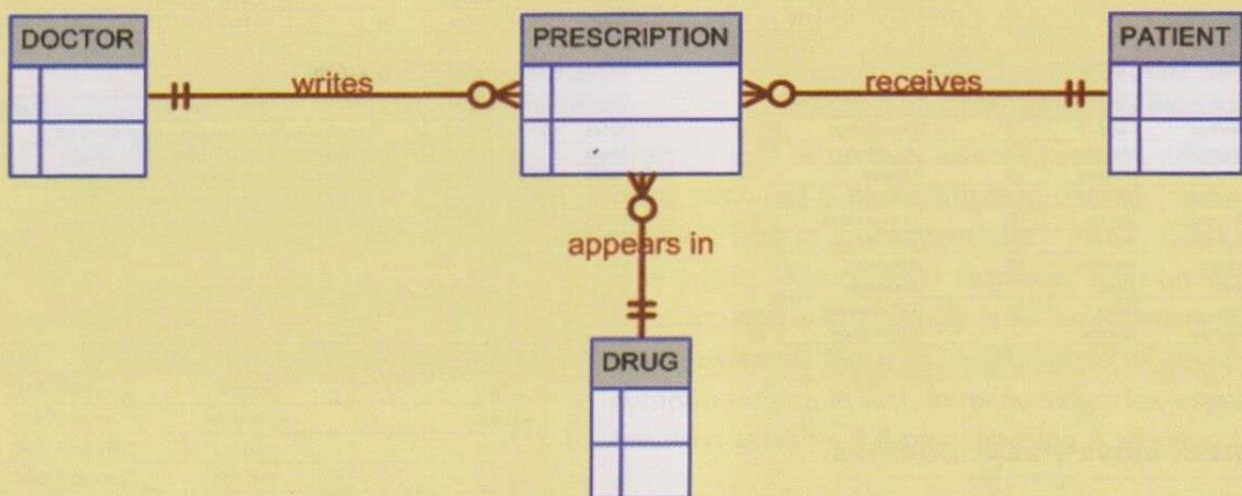 DOCTOR
PRESCRIPTION
PATIENT
writes
receives
appears in
DRUG